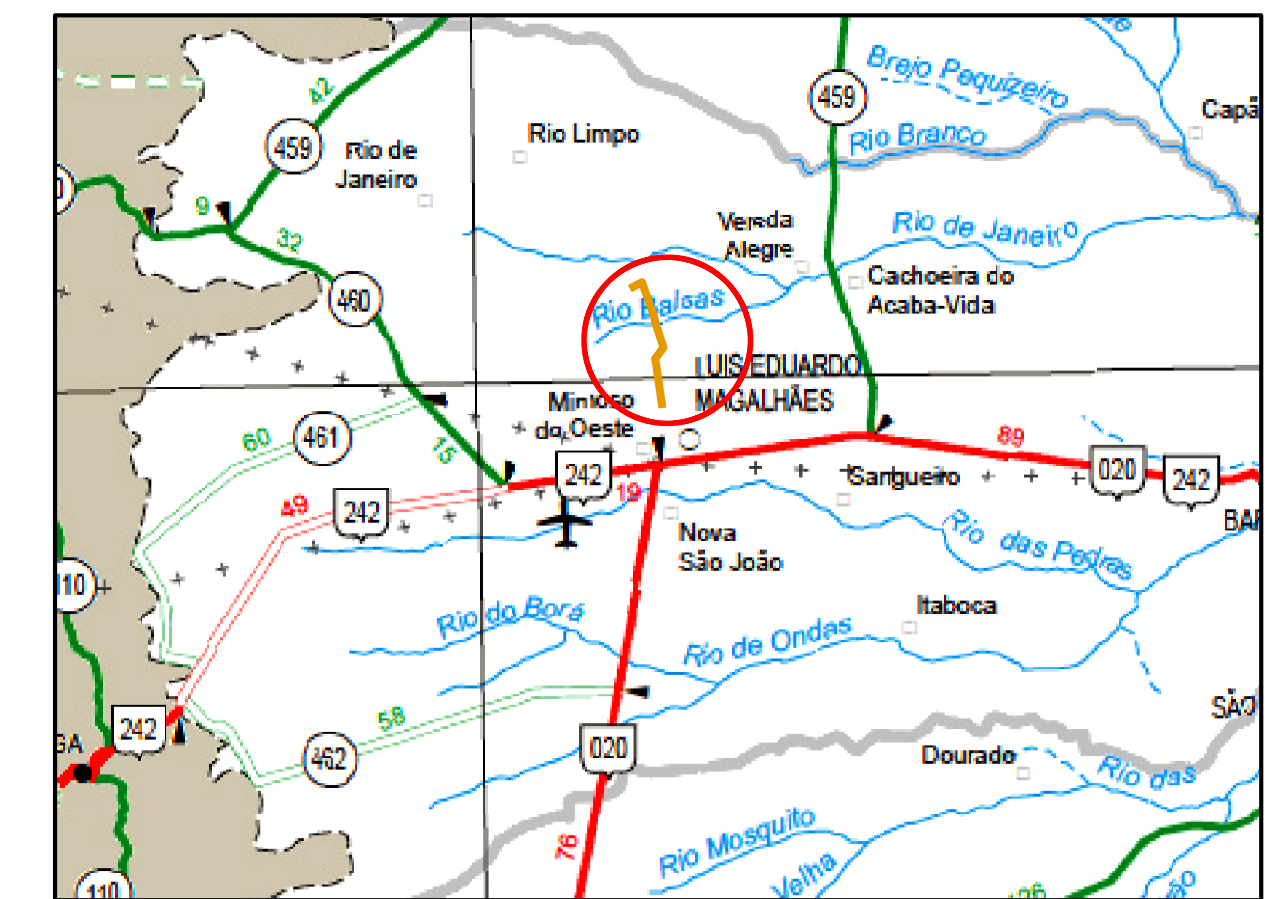 42
459
Rio de
Janeiro
9
32
460
Rio Limpo
459
Brejo Pequizeiro
Rio Branco
Vereda
Alegre
Rio de Janeiro
Cachoeira do
Acaba-Vida
Rio Balsas
LUIS EDUARDO
MAGALHÃES
Mimoso
do Oeste
60
461
15
49
242
242
19
89
020
242
Sangueiro
Nova
São João
Rio das Pedras
Itaboca
Rio do Borá
Rio de Ondas
110
242
58
462
020
SÃO
Dourado
Rio das
76
Rio Mosquito
Velha
110